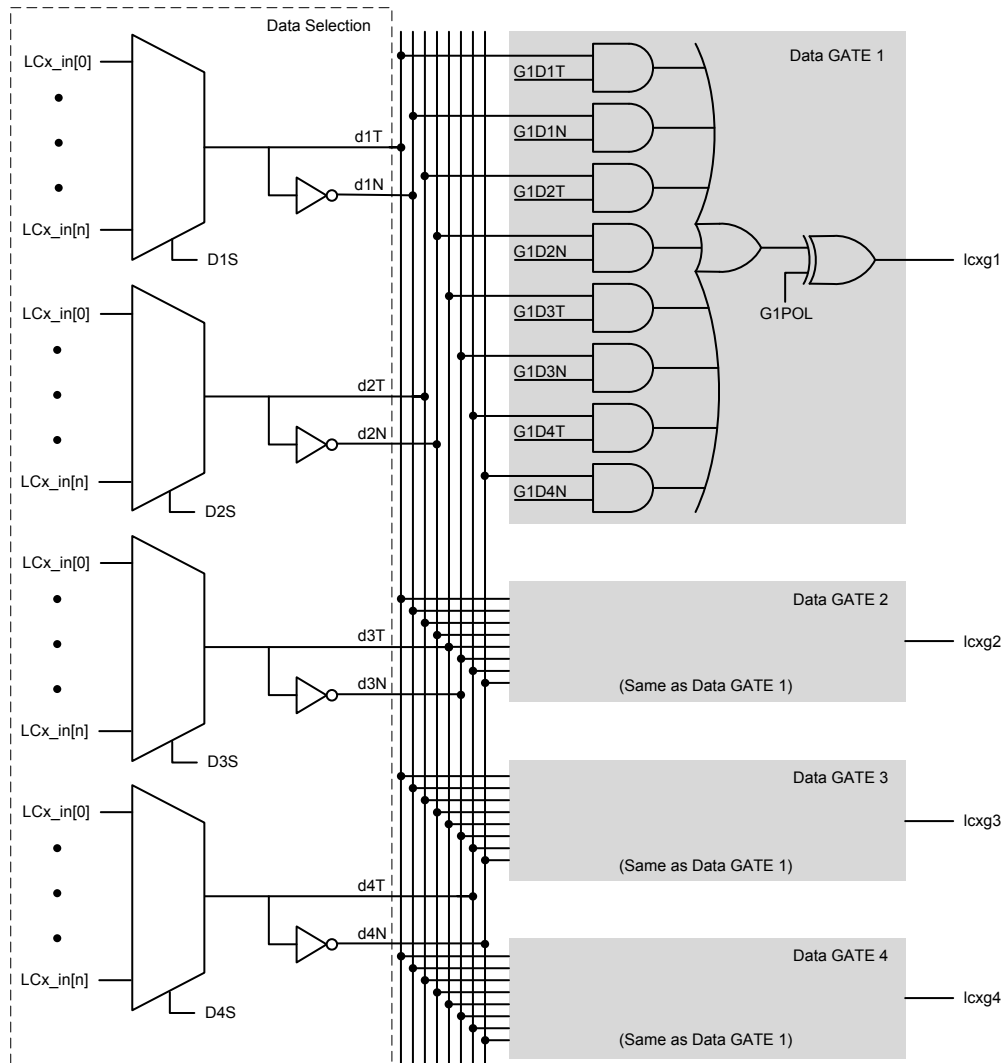 Data Selection
LCx_in[0]
LCx_in[n]
D1S
d1T
d1N
LCx_in[0]
LCx_in[n]
D2S
d2T
d2N
LCx_in[0]
LCx_in[n]
D3S
d3T
d3N
LCx_in[0]
LCx_in[n]
D4S
d4T
d4N
Data GATE 1
G1D1T
G1D1N
G1D2T
G1D2N
G1D3T
G1D3N
G1D4T
G1D4N
G1POL
lcxg1
Data GATE 2
(Same as Data GATE 1)
lcxg2
Data GATE 3
(Same as Data GATE 1)
lcxg3
Data GATE 4
(Same as Data GATE 1)
lcxg4